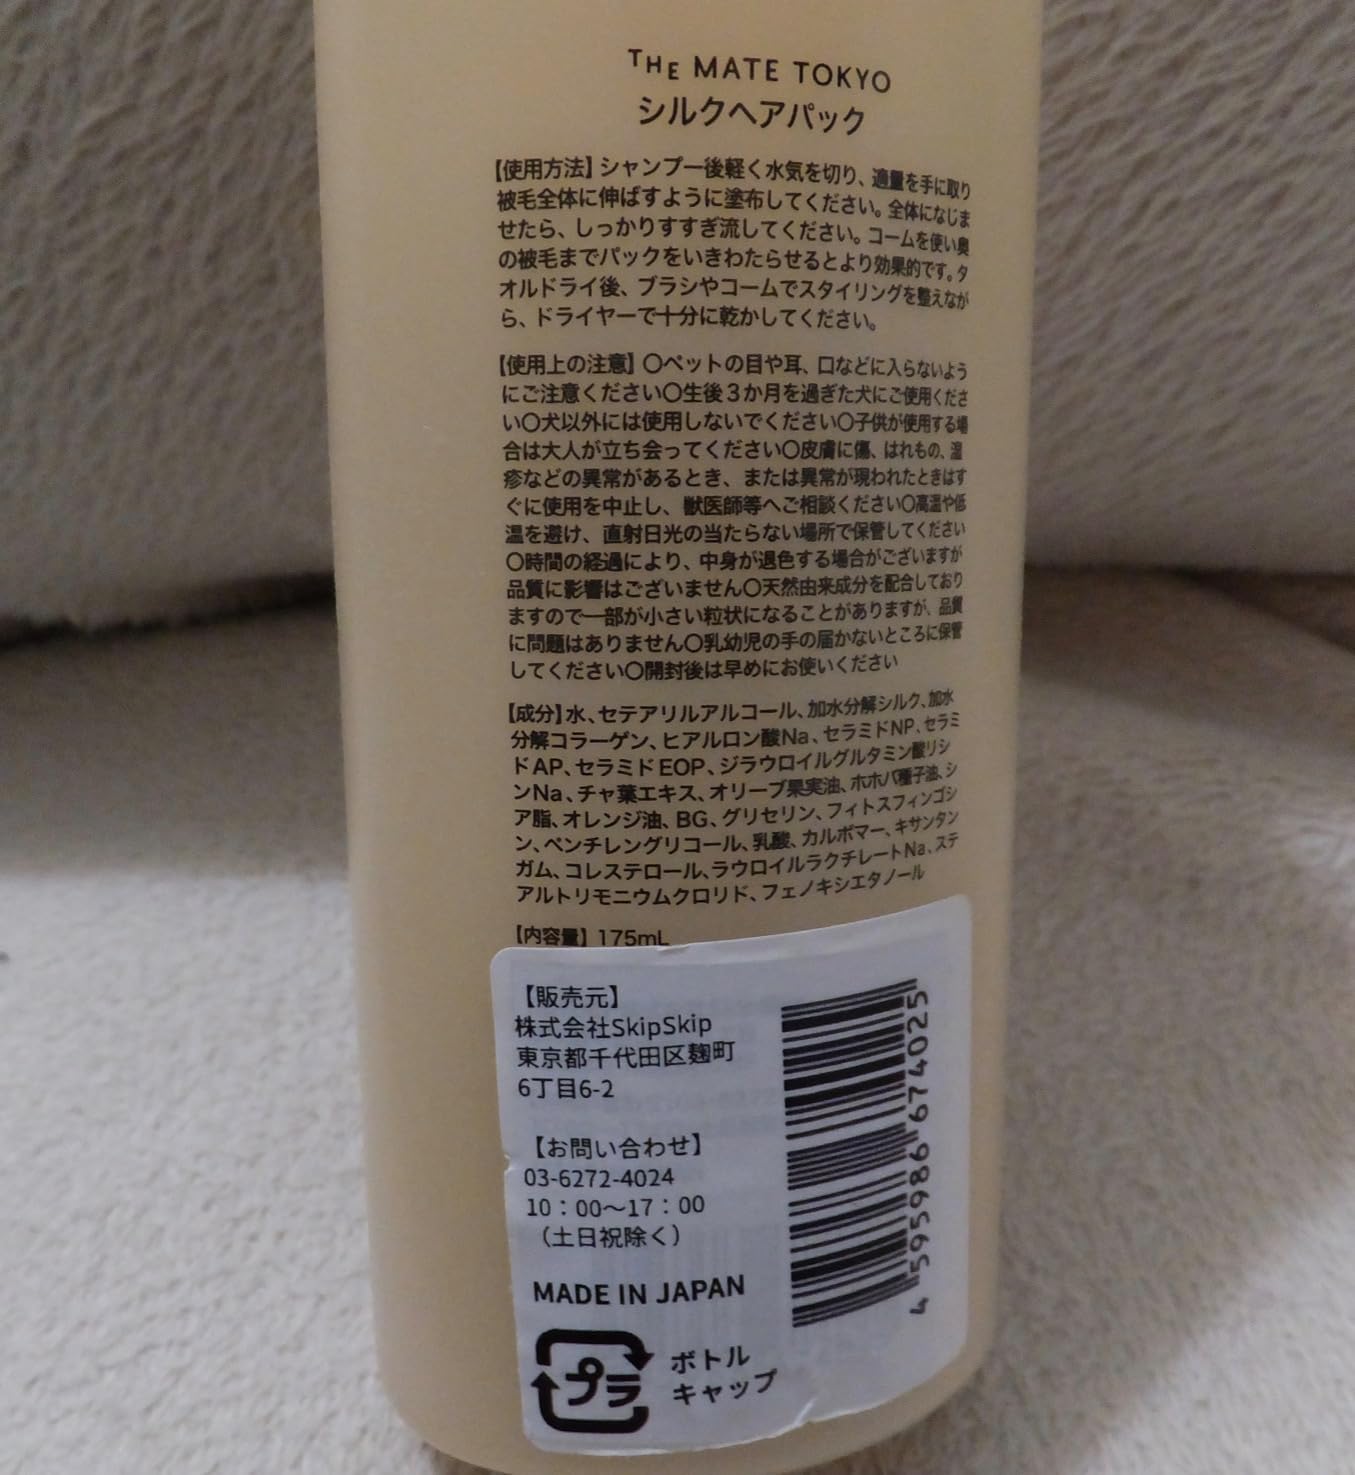 THE MATE TOKYO
シルクヘアパック
【使用方法】シャンプー後軽く水気を切り、適量を手に取り
被毛全体に伸ばすように塗布してください。全体になじま
せたら、しっかりすすぎ流してください。コームを使い奥
の被毛までパックをいきわたらせるとより効果的です。タ
オルドライ後、ブラシやコームでスタイリングを整えなが
ら、ドライヤーで十分に乾かしてください。
【使用上の注意】〇ペットの目や耳、口などに入らないよう
にご注意ください〇生後3か月を過ぎた犬にご使用くださ
い〇犬以外には使用しないでください〇子供が使用する場
合は大人が立ち会ってください〇皮膚に傷、はれもの、湿
疹などの異常があるとき、または異常が現われたときはす
ぐに使用を中止し、獣医師等へご相談ください〇高温や低
温を避け、直射日光の当たらない場所で保管してください
〇時間の経過により、中身が退色する場合がございますが
品質に影響はございません〇天然由来成分を配合しており
ますので一部が小さい粒状になることがありますが、品質
に問題はありません〇乳幼児の手の届かないところに保管
してください〇開封後は早めにお使いください
【成分】水、セテアリルアルコール、加水分解シルク、加水
分解コラーゲン、ヒアルロン酸Na、セラミドNP、セラミ
ドAP、セラミドEOP、ジラウロイルグルタミン酸リシ
ンNa、チャ葉エキス、オリーブ果実油、ホホバ種子油、シ
ア脂、オレンジ油、BG、グリセリン、フィトスフィンゴシ
ン、ペンチレングリコール、乳酸、カルボマー、キサンタン
ガム、コレステロール、ラウロイルラクチレートNa、ステ
アルトリモニウムクロリド、フェノキシエタノール
【内容量】175mL
【販売元】
株式会社SkipSkip
東京都千代田区麹町
6丁目6-2
【お問い合わせ】
03-6272-4024
10：00〜17：00
（土日祝除く）
MADE IN JAPAN
プラ
ボトル
キャップ
4 595986 674025